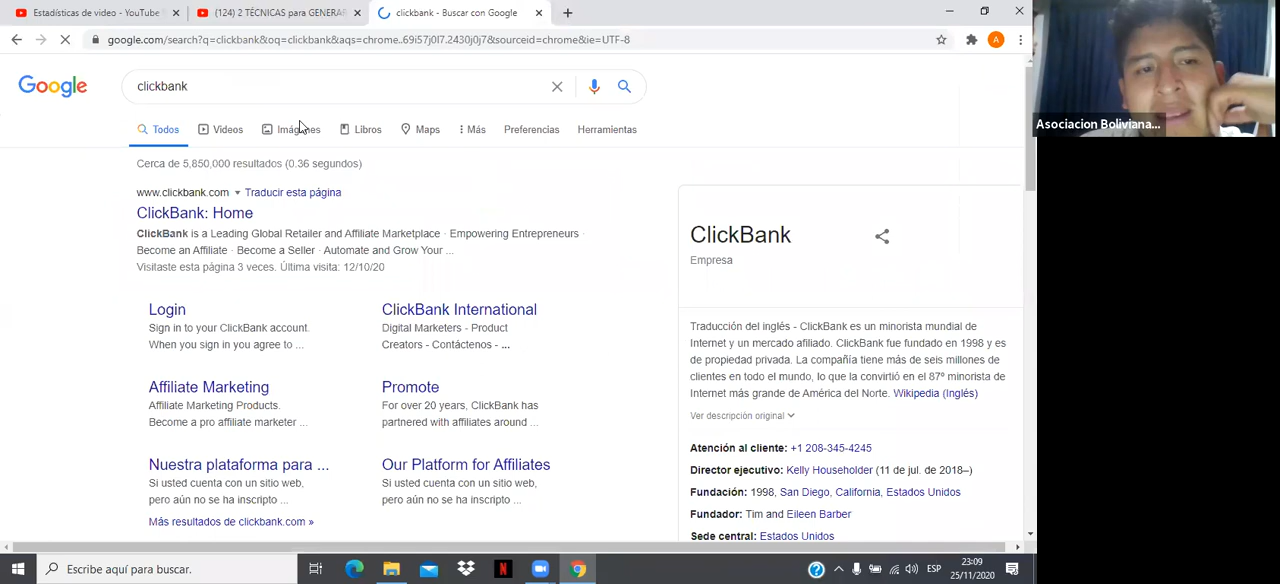 Estadísticas de video - YouTube
(124) 2 TÉCNICAS para GENERAR
clickbank - Buscar con Google
google.com/search?q=clickbank&oq=clickbank&aqs=chrome..69i57j0l7.2430j0j7&sourceid=chrome&ie=UTF-8
A
Google
clickbank
Todos
Videos
Imágenes
Libros
Maps
Más
Preferencias
Herramientas
Cerca de 5,850,000 resultados (0.36 segundos)
www.clickbank.com Traducir esta página
ClickBank: Home
ClickBank is a Leading Global Retailer and Affiliate Marketplace · Empowering Entrepreneurs ·
Become an Affiliate · Become a Seller · Automate and Grow Your ...
Visitaste esta página 3 veces. Última visita: 12/10/20
Login
Sign in to your ClickBank account.
When you sign in you agree to ...
ClickBank International
Digital Marketers - Product
Creators - Contáctenos - ...
Affiliate Marketing
Affiliate Marketing Products.
Become a pro affiliate marketer ...
Promote
For over 20 years, ClickBank has
partnered with affiliates around ...
Nuestra plataforma para ...
Si usted cuenta con un sitio web,
pero aún no se ha inscripto ...
Our Platform for Affiliates
Si usted cuenta con un sitio web,
pero aún no se ha inscripto ...
Más resultados de clickbank.com »
ClickBank
Empresa
Traducción del inglés - ClickBank es un minorista mundial de
Internet y un mercado afiliado. ClickBank fue fundado en 1998 y es
de propiedad privada. La compañía tiene más de seis millones de
clientes en todo el mundo, lo que la convirtió en el 87º minorista de
Internet más grande de América del Norte. Wikipedia (Inglés)
Ver descripción original
Atención al cliente: +1 208-345-4245
Director ejecutivo: Kelly Householder (11 de jul. de 2018–)
Fundación: 1998, San Diego, California, Estados Unidos
Fundador: Tim and Eileen Barber
Sede central: Estados Unidos
Asociacion Boliviana...
Escribe aquí para buscar.
N
ESP
23:09
25/11/2020